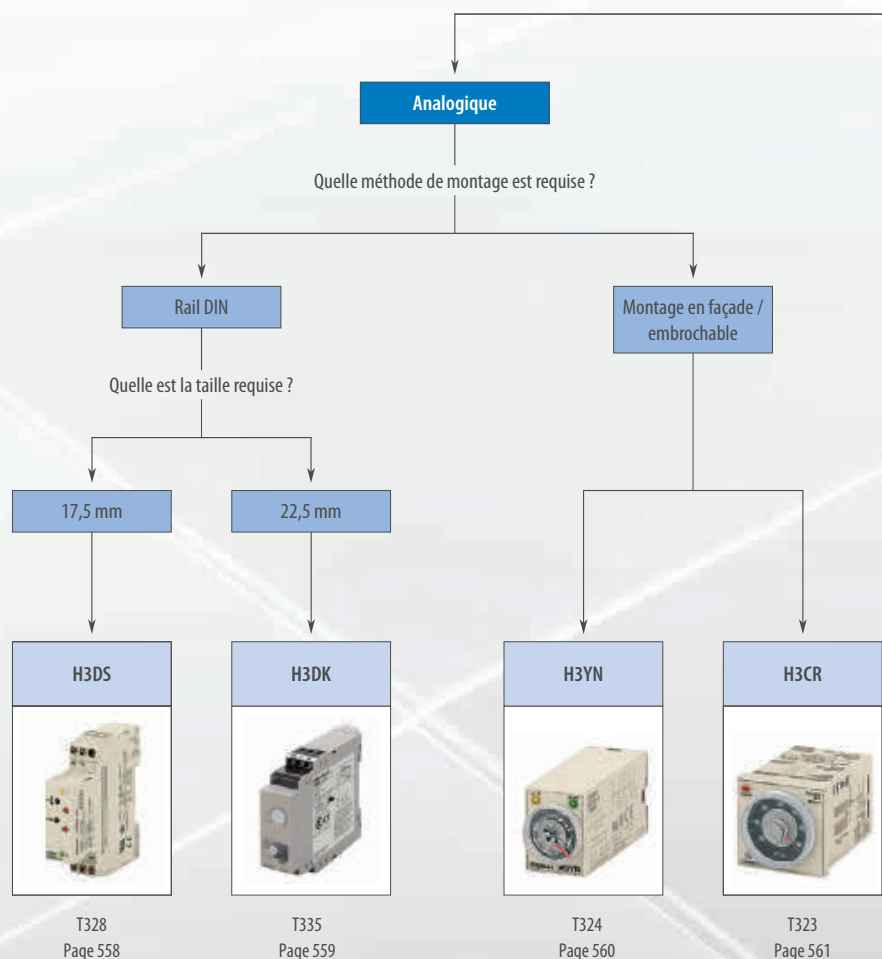 Analogique
Quelle méthode de montage est requise ?
Rail DIN
Montage en façade /
embrochable
Quelle est la taille requise ?
17,5 mm
22,5 mm
H3DS
H3DK
H3YN
H3CR
T328
Page 558
T335
Page 559
T324
Page 560
T323
Page 561